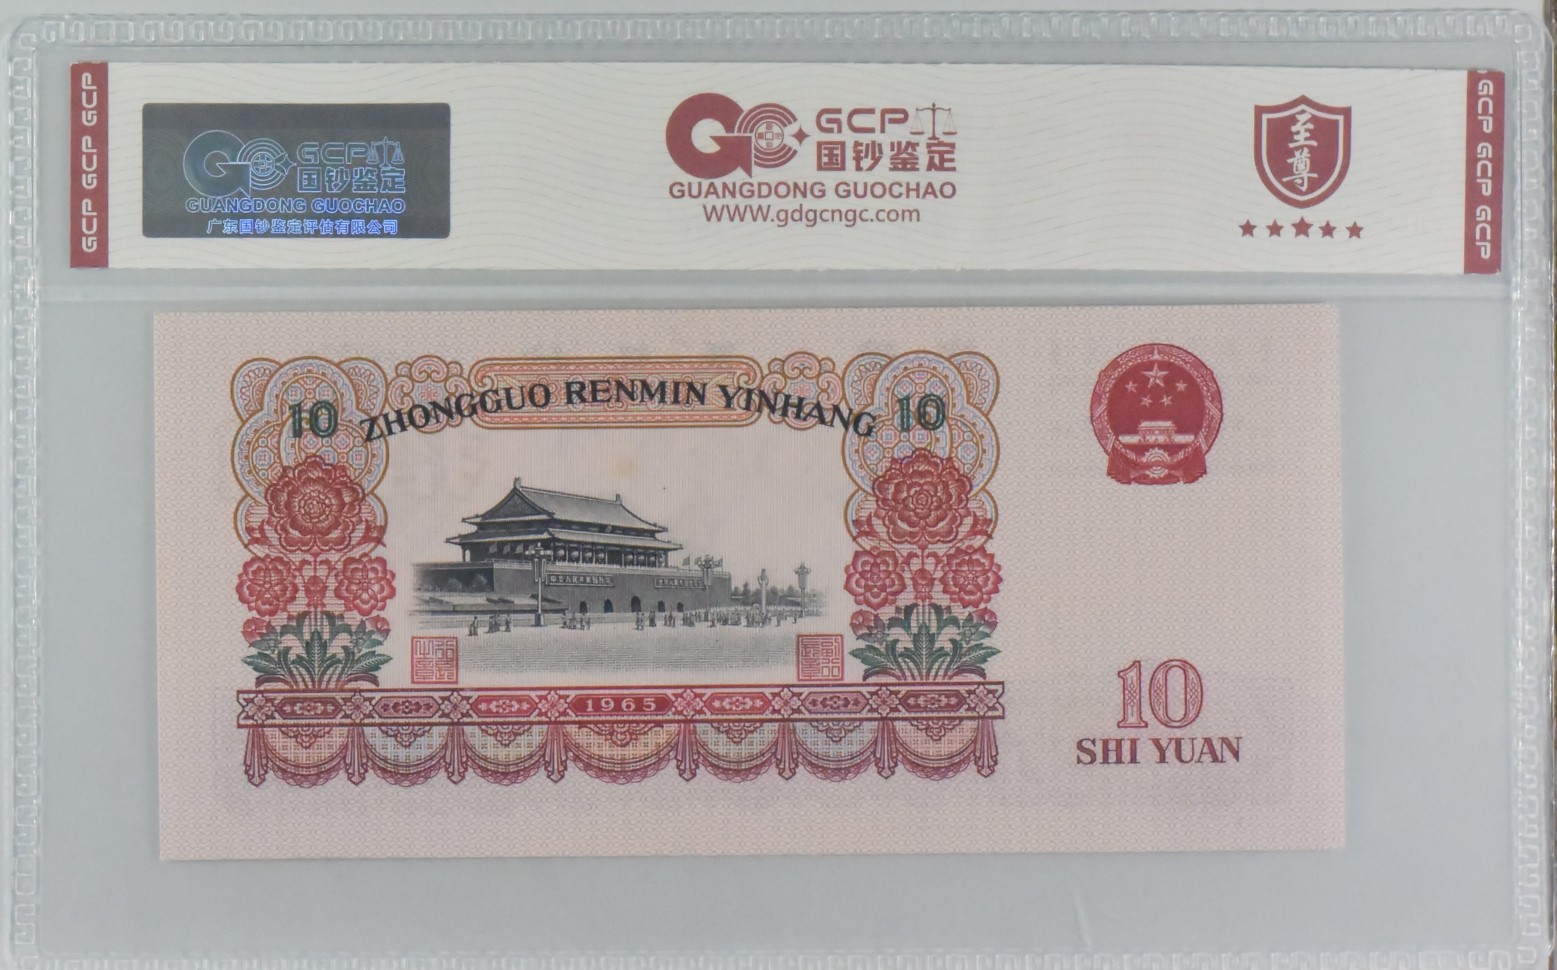 GCP GCP GCP
GCP 国钞鉴定
GUANGDONG GUOCHAO
广东国钞鉴定评估有限公司
GCP
国钞鉴定
GUANGDONG GUOCHAO
WWW.gdgcngc.com
至尊
GCP GCP GCP
10 ZHONGGUO RENMIN YINHANG 10
1965
10
SHI YUAN